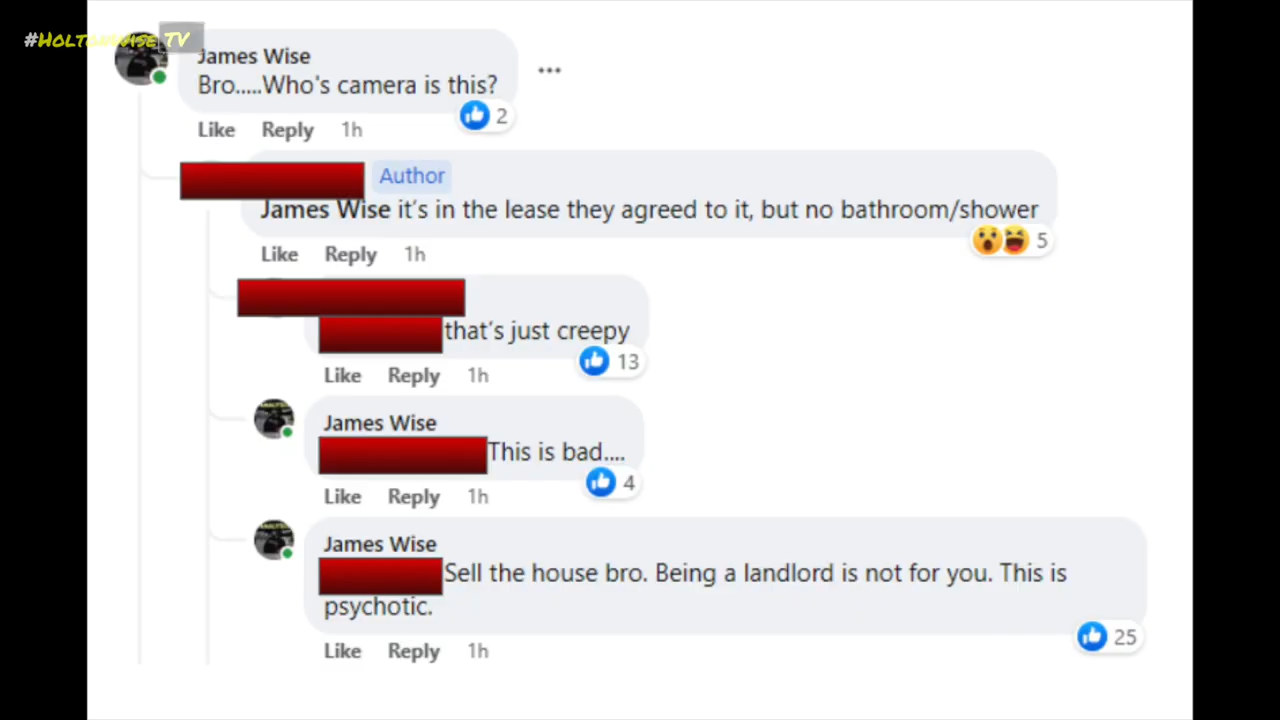 #HOLTONWISE TV
James Wise
Bro.....Who's camera is this?
2
Like Reply 1h
Author
James Wise it's in the lease they agreed to it, but no bathroom/shower
5
Like Reply 1h
that's just creepy
13
Like Reply 1h
James Wise
This is bad....
4
Like Reply 1h
James Wise
Sell the house bro. Being a landlord is not for you. This is
psychotic.
25
Like Reply 1h